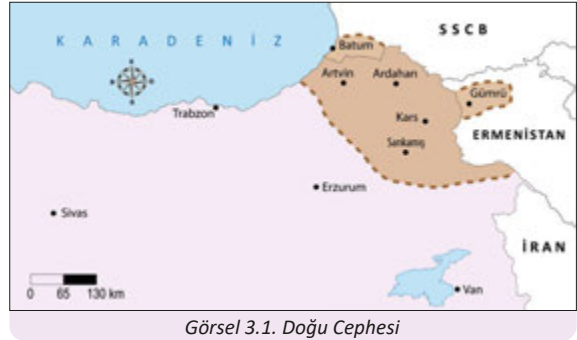 KARADENİZ
SSCB
Batum
Artvin
Ardahan
Gümrü
Trabzon
Kars
ERMENİSTAN
Sarıkamış
Erzurum
Sivas
İRAN
0 65 130 km
Van
Görsel 3.1. Doğu Cephesi